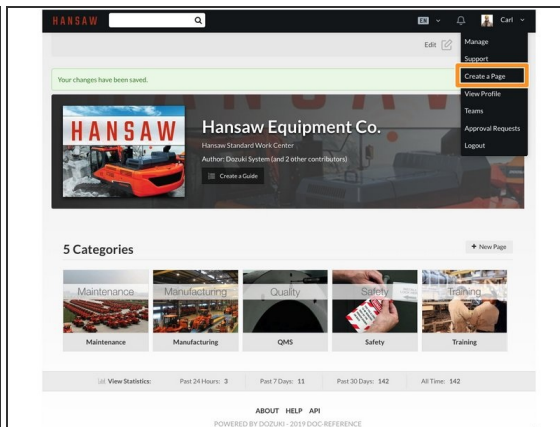 HANSAW
EN
Carl
Edit
Manage
Support
Create a Page
View Profile
Teams
Approval Requests
Logout
Your changes have been saved.
HANSAW
Hansaw Equipment Co.
Hansaw Standard Work Center
Author: Dozuki System (and 2 other contributors)
Create a Guide
5 Categories
+ New Page
Maintenance
Manufacturing
Quality
Safety
Training
Maintenance
Manufacturing
QMS
Safety
Training
View Statistics:
Past 24 Hours: 3
Past 7 Days: 11
Past 30 Days: 142
All Time: 142
ABOUT HELP API
POWERED BY DOZUKI - 2019 DOC-REFERENCE